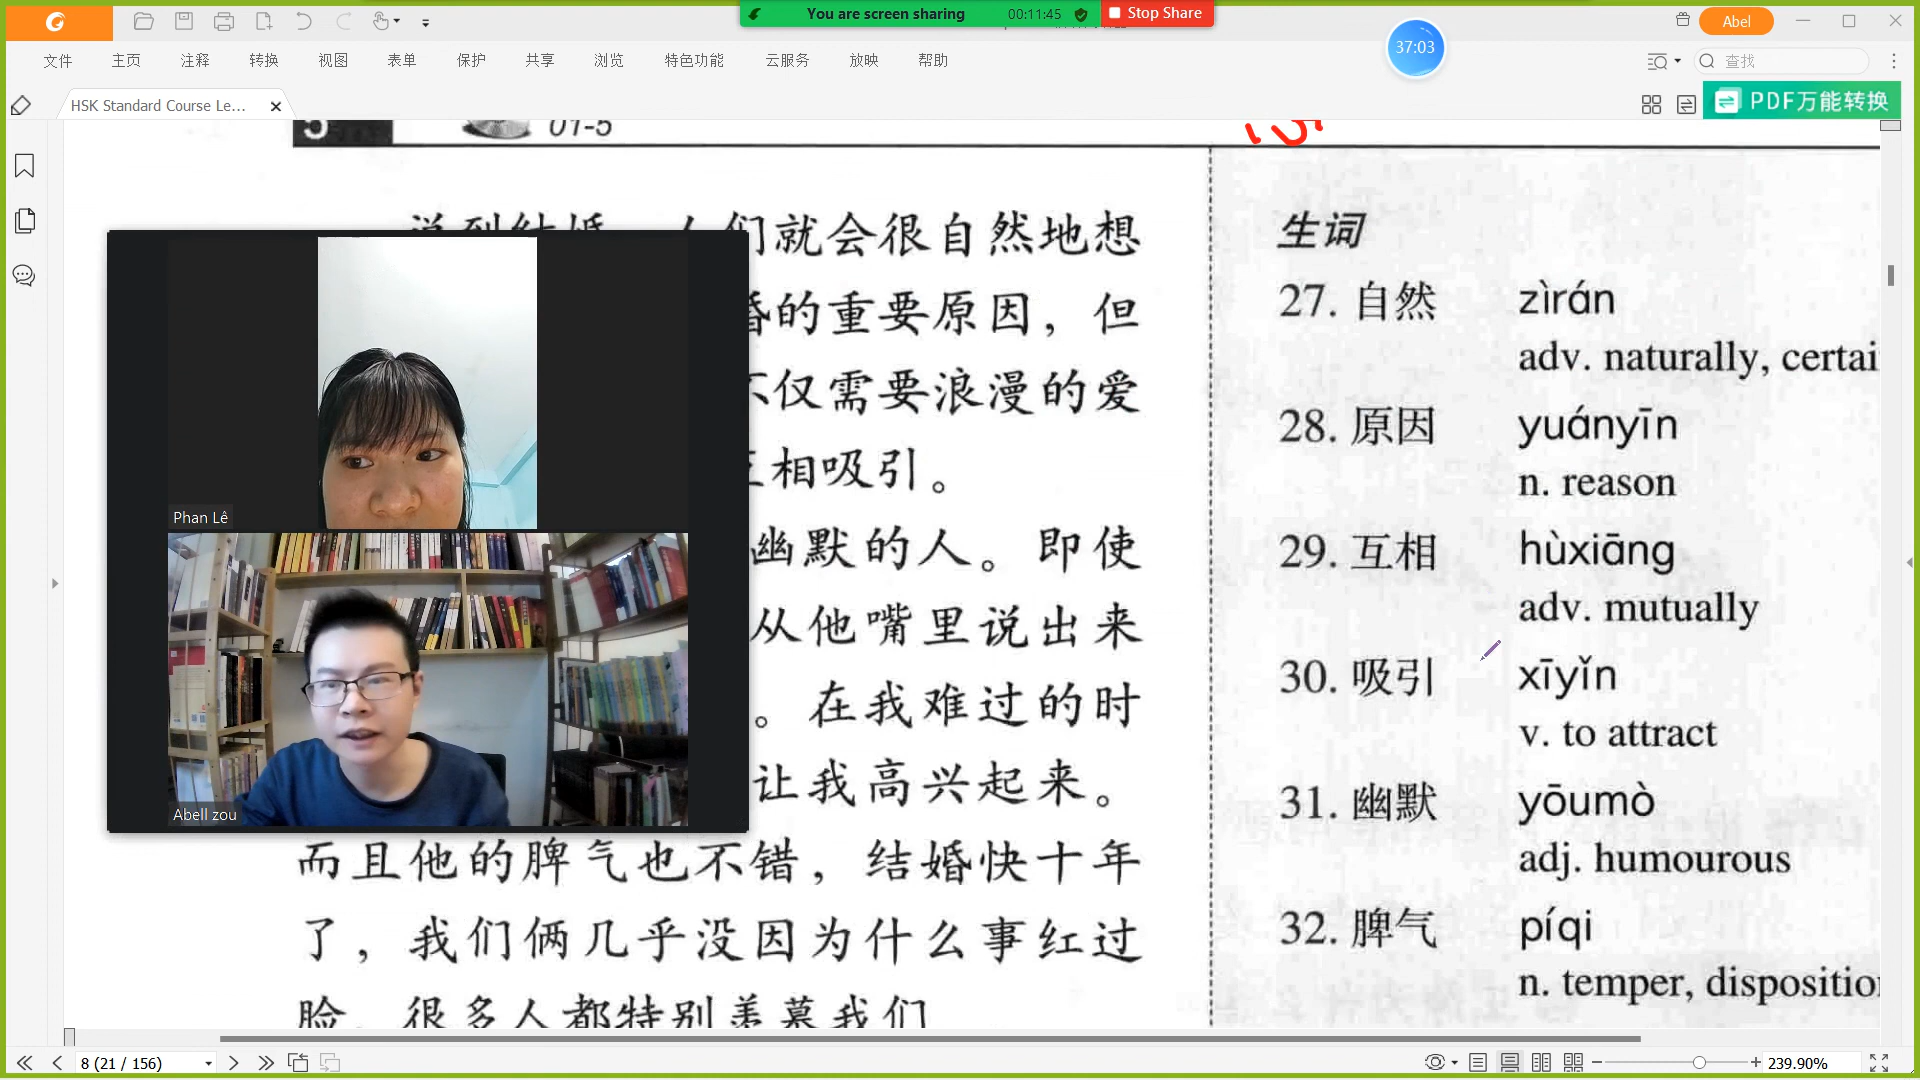 You are screen sharing 00:11:45 Stop Share
Abel
文件 主页 注释 转换 视图 表单 保护 共享 浏览 特色功能 云服务 放映 帮助
37:03
查找
HSK Standard Course Le...
PDF万能转换
5 01-5
说到结婚，人们就会很自然地想
婚的重要原因，但
不仅需要浪漫的爱
互相吸引。
幽默的人。即使
从他嘴里说出来
。在我难过的时
让我高兴起来。
而且他的脾气也不错，结婚快十年
了，我们俩几乎没因为什么事红过
脸，很多人都特别羡慕我们
生词
27. 自然 zìrán
adv. naturally, certai
28. 原因 yuányīn
n. reason
29. 互相 hùxiāng
adv. mutually
30. 吸引 xīyǐn
v. to attract
31. 幽默 yōumò
adj. humourous
32. 脾气 píqi
n. temper, dispositio
Phan Lê
Abell zou
8 (21 / 156)
239.90%